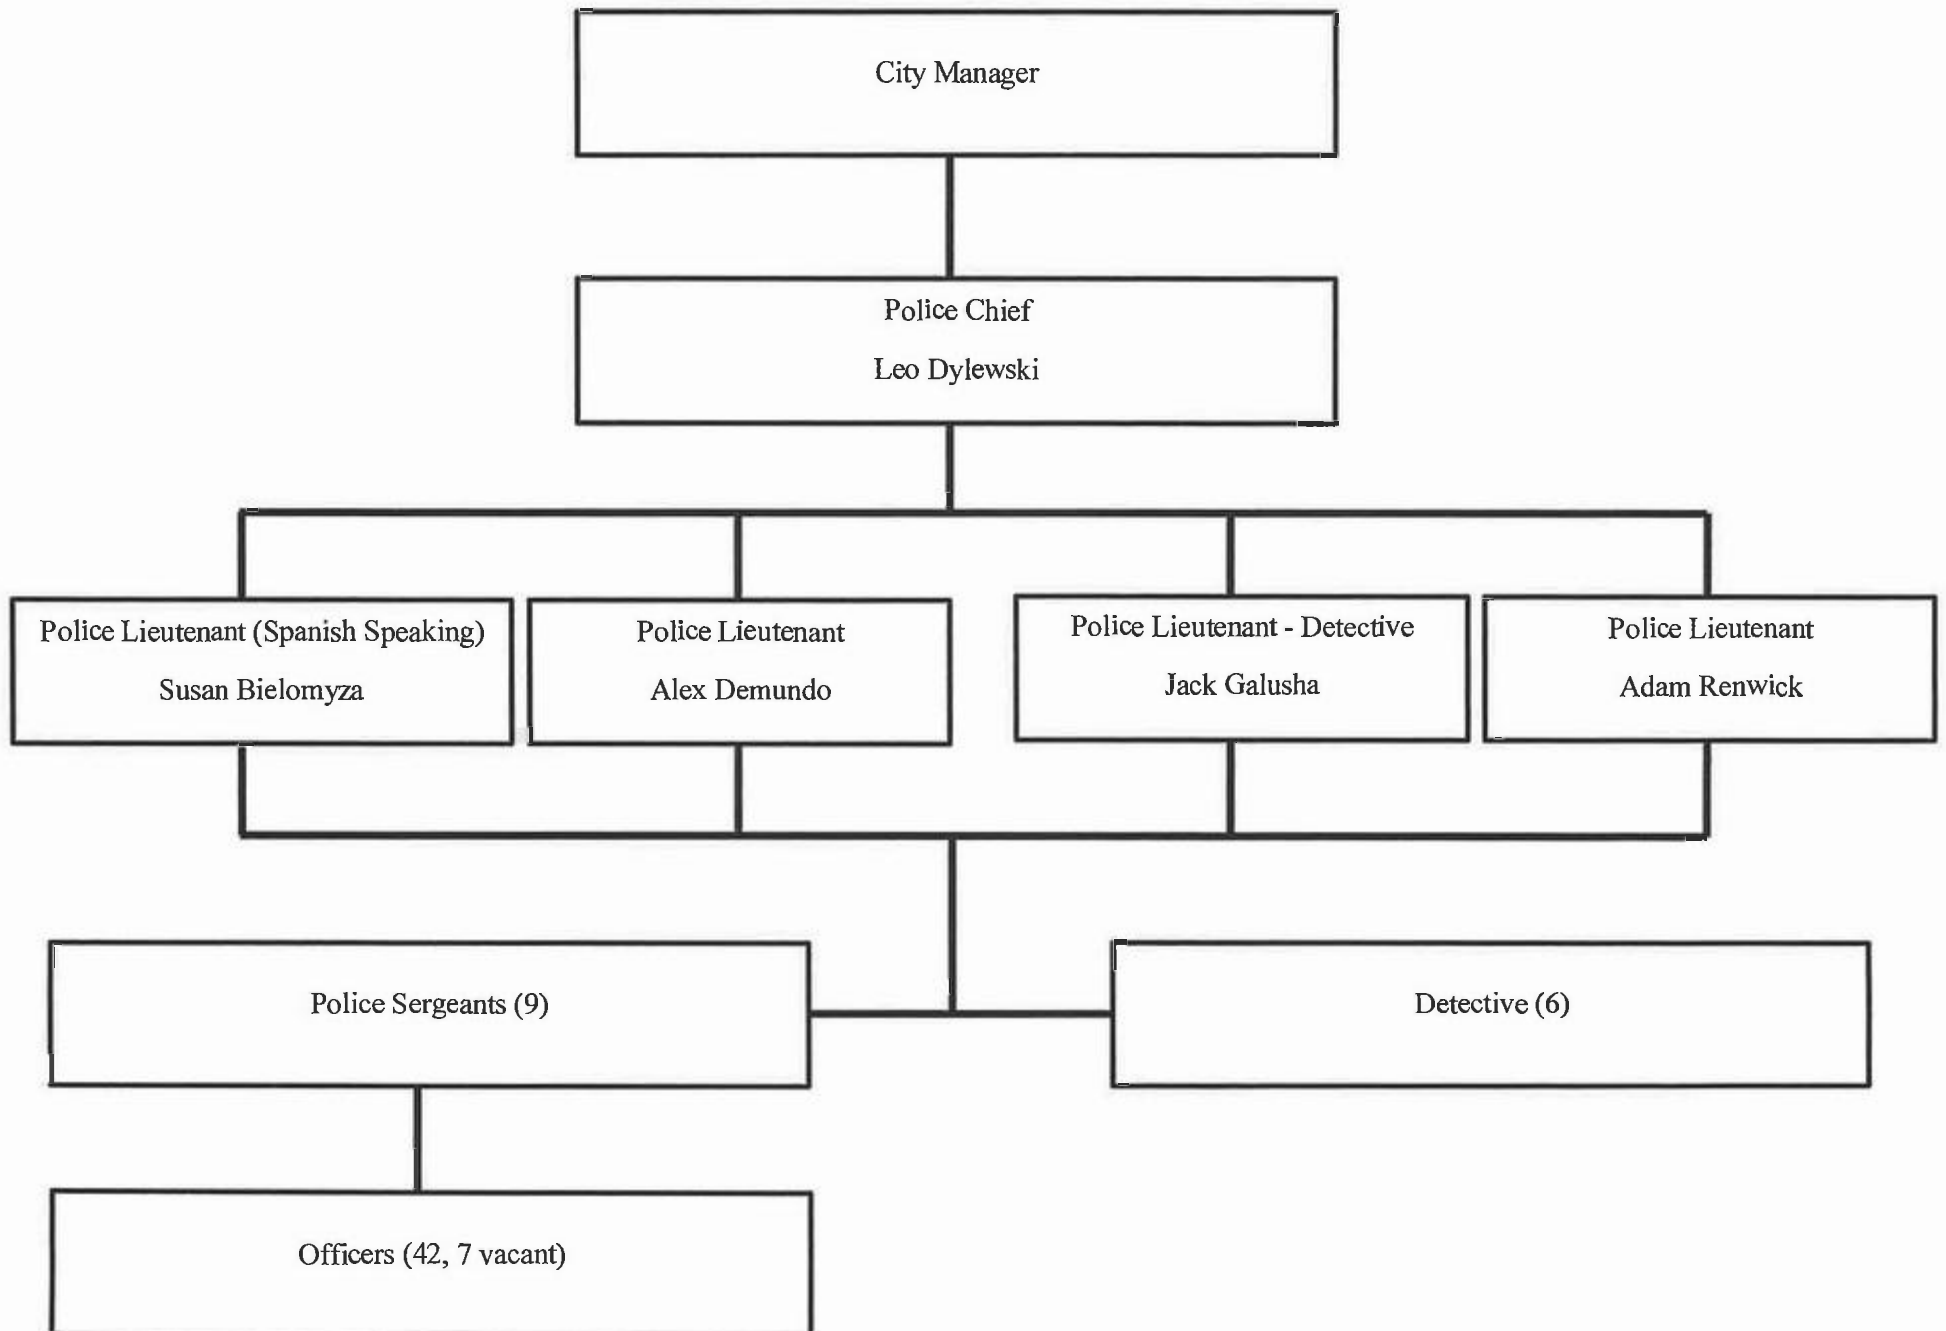 City Manager
Police Chief
Leo Dylewski
Police Lieutenant (Spanish Speaking)
Susan Bielomyza
Police Lieutenant
Alex Demundo
Police Lieutenant - Detective
Jack Galusha
Police Lieutenant
Adam Renwick
Police Sergeants (9)
Detective (6)
Officers (42, 7 vacant)